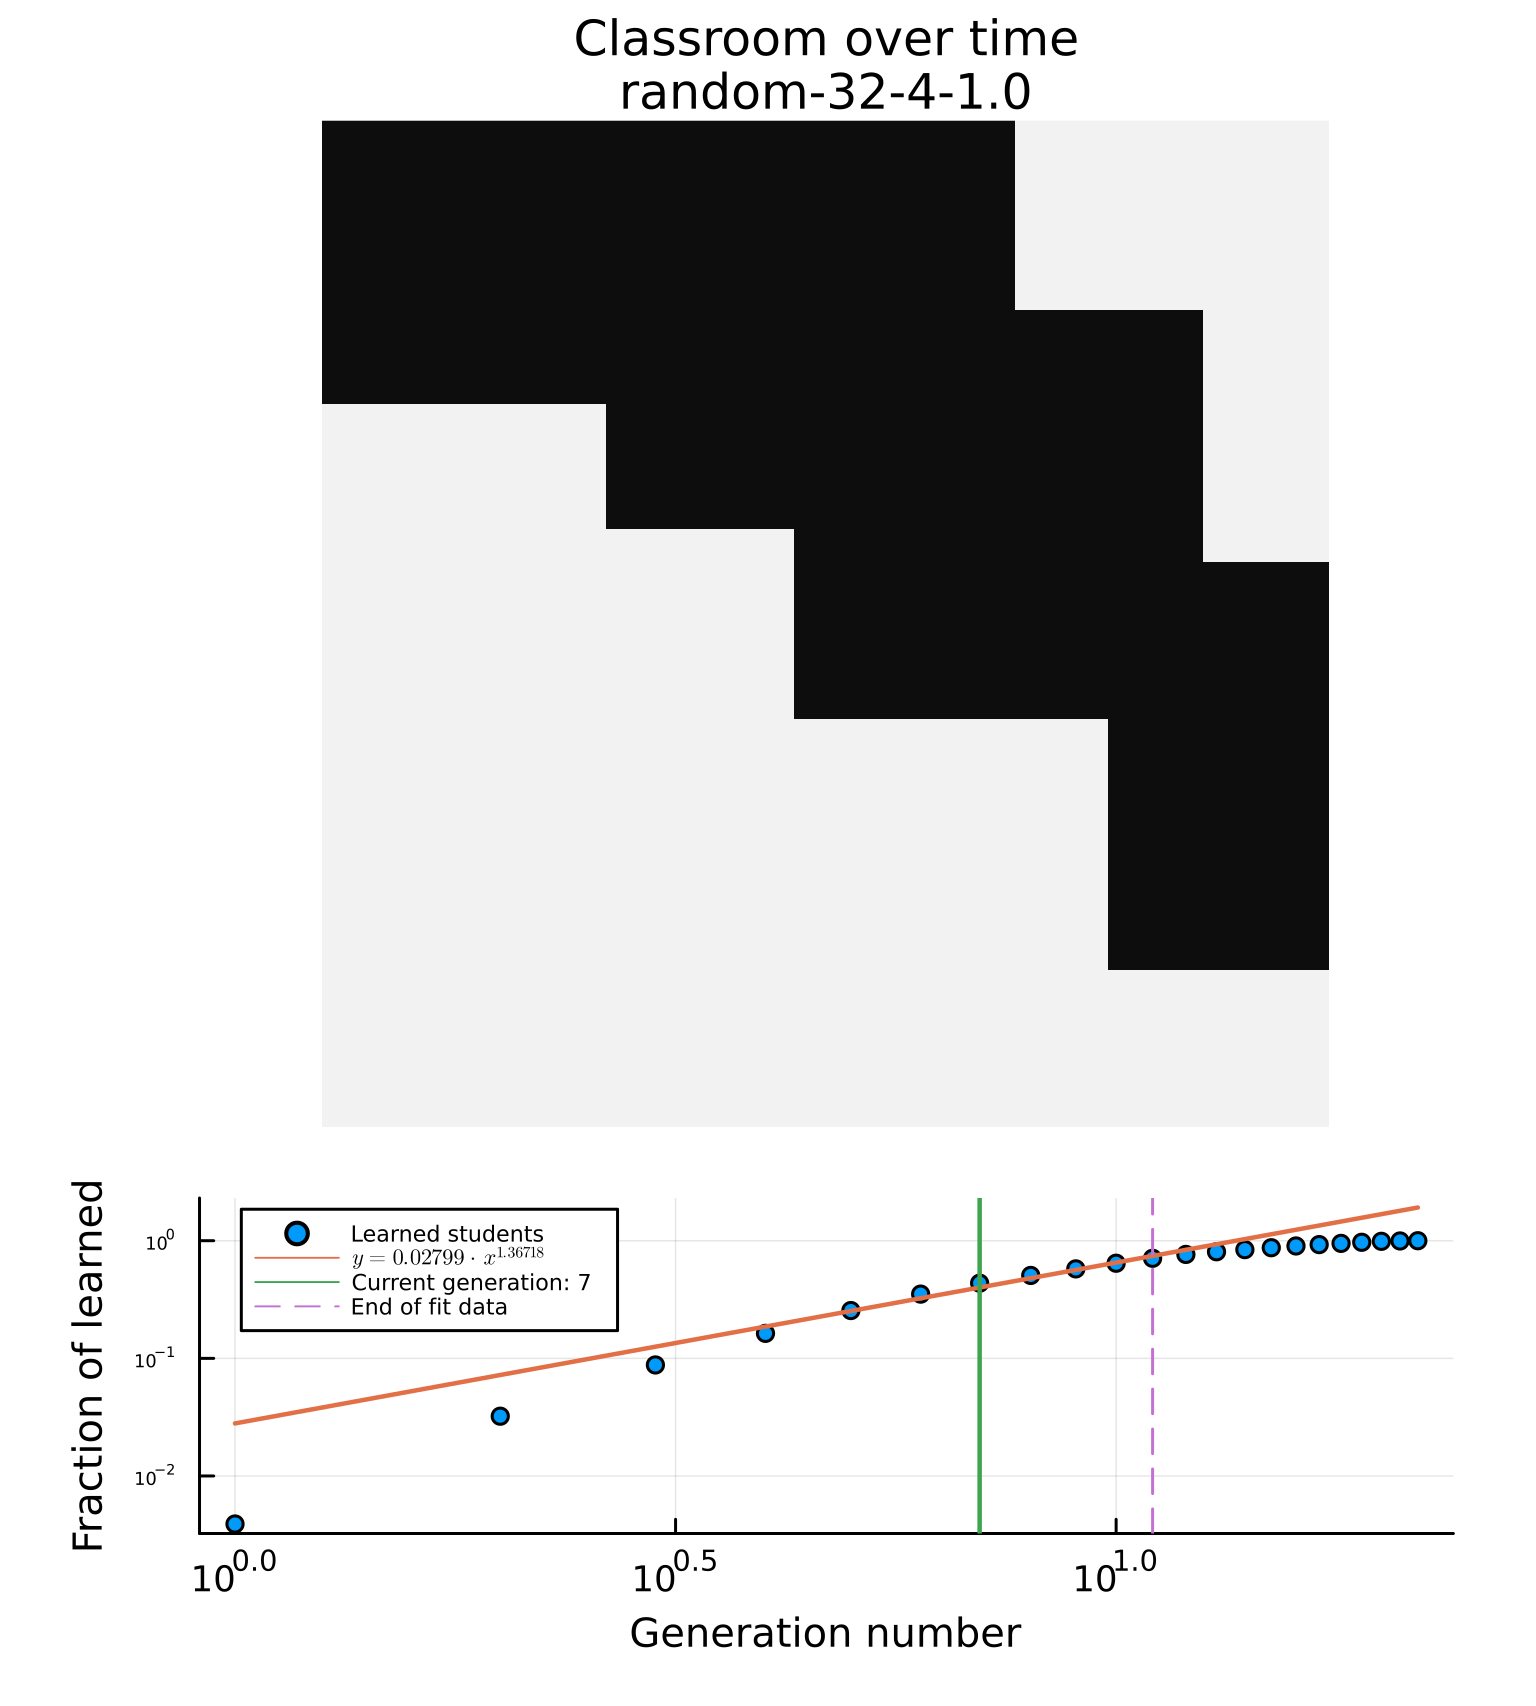 Classroom over time
random-32-4-1.0
Fraction of learned
10⁰
10⁻¹
10⁻²
Learned students
y = 0.02799 · x^1.36718
Current generation: 7
End of fit data
10^0.0
10^0.5
10^1.0
Generation number